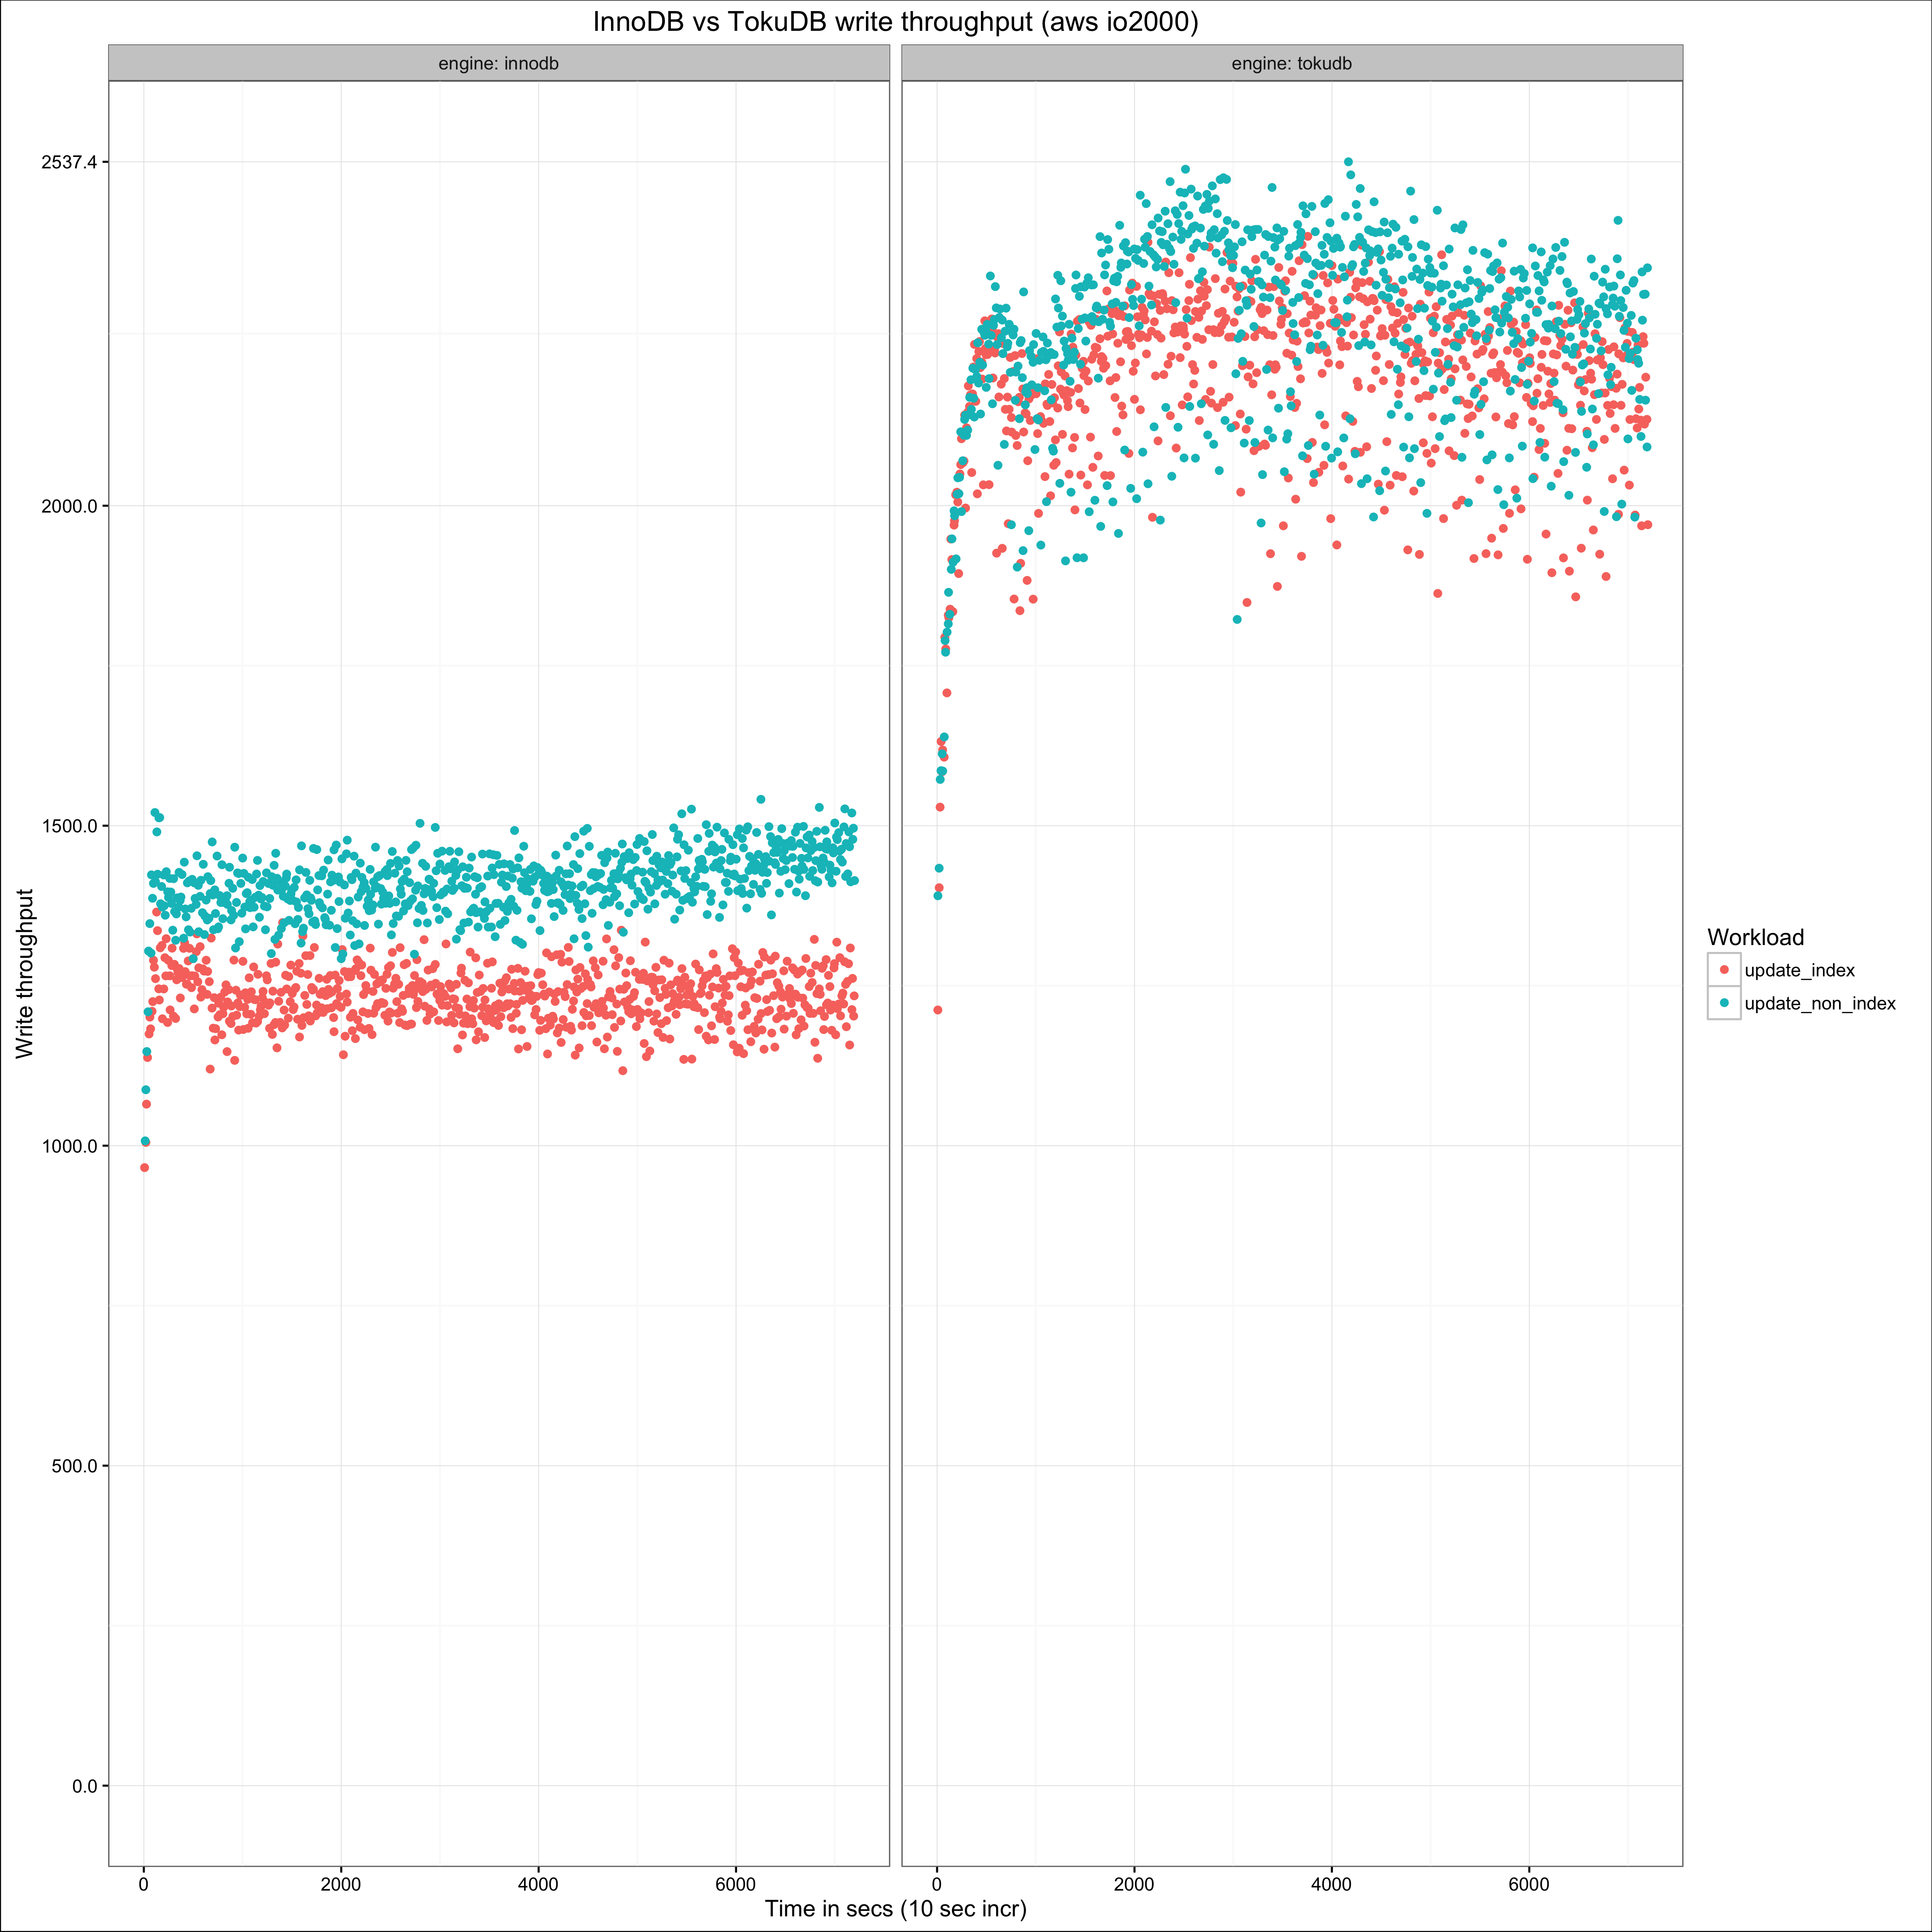 InnoDB vs TokuDB write throughput (aws io2000)
engine: innodb
engine: tokudb
2537.4
2000.0
1500.0
1000.0
500.0
0.0
Write throughput
0
2000
4000
6000
0
2000
4000
6000
Time in secs (10 sec incr)
Workload
update_index
update_non_index